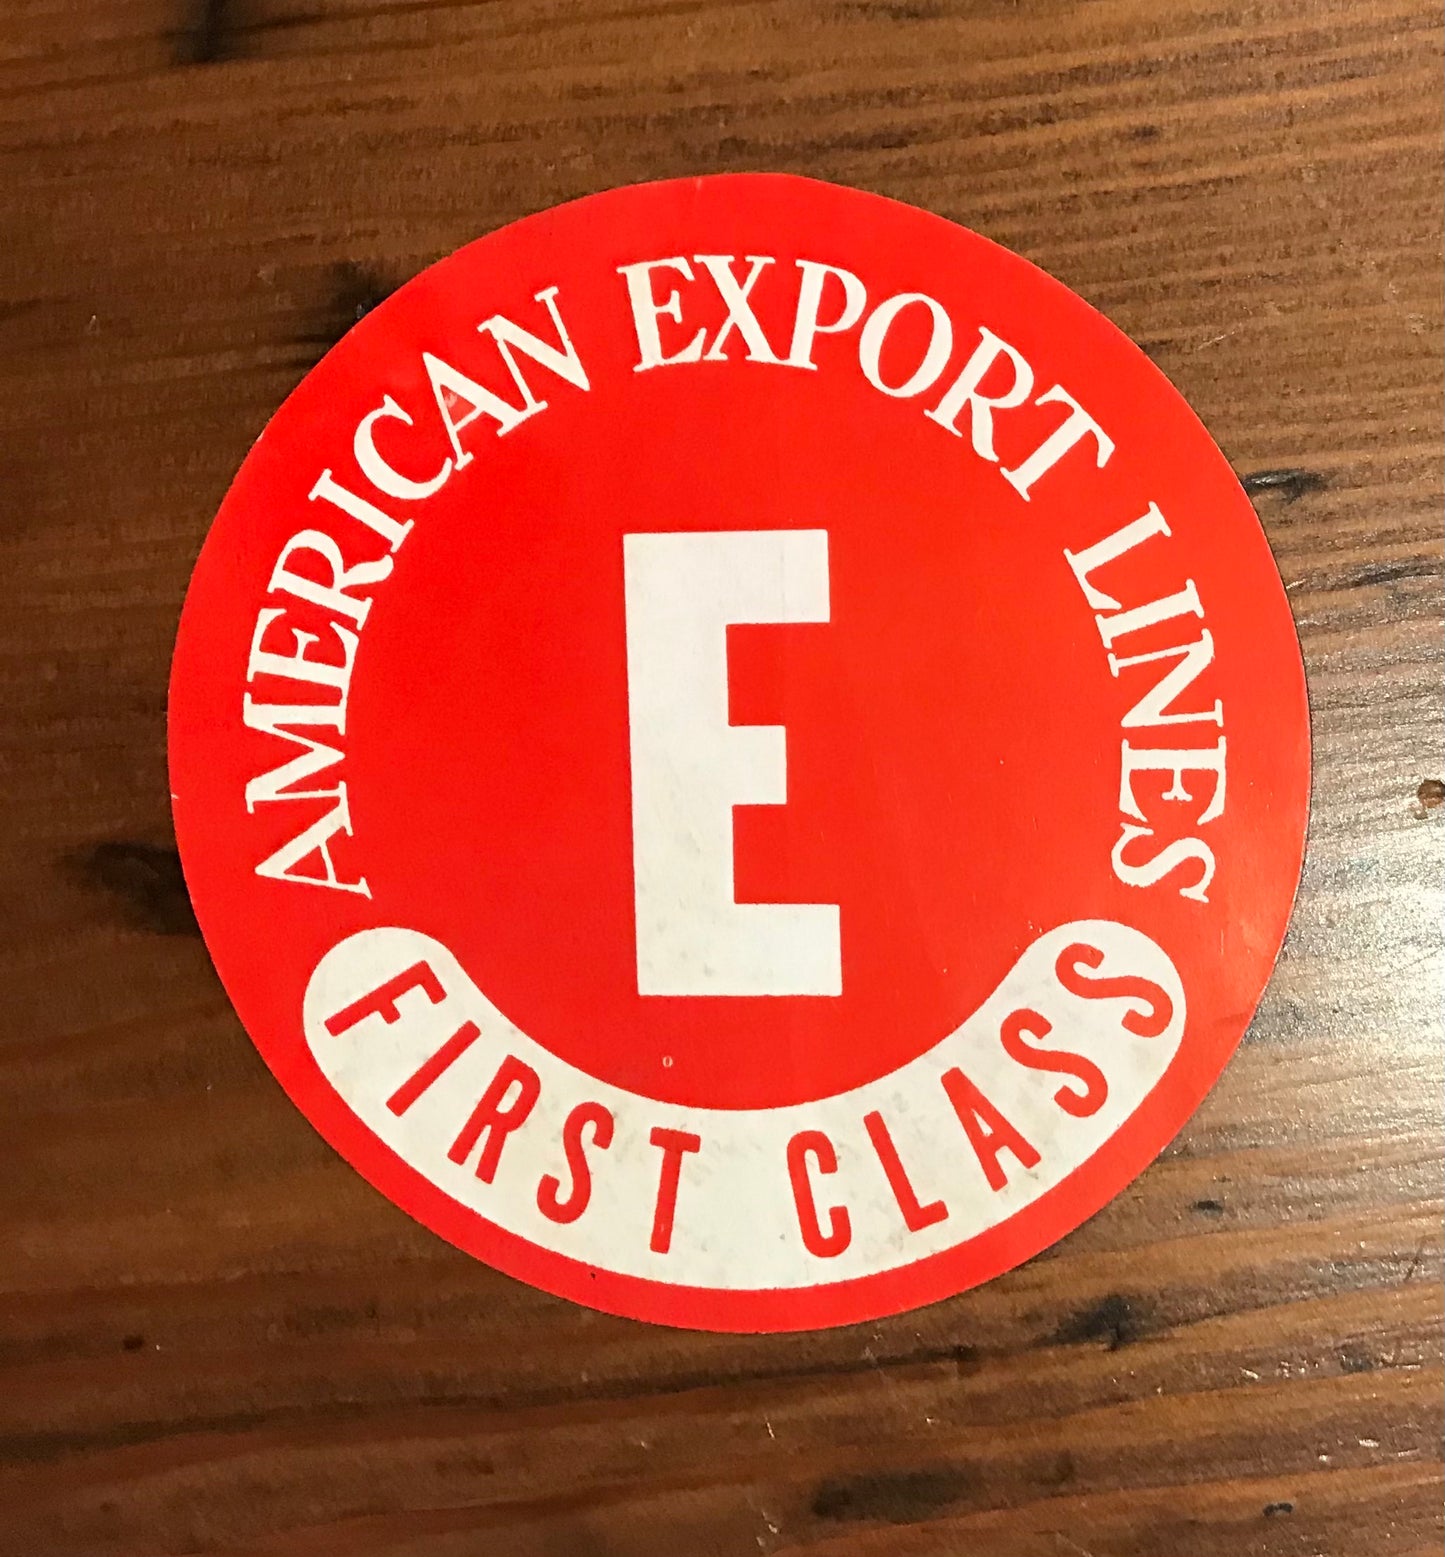 AMERICAN EXPORT LINES
E
FIRST CLASS